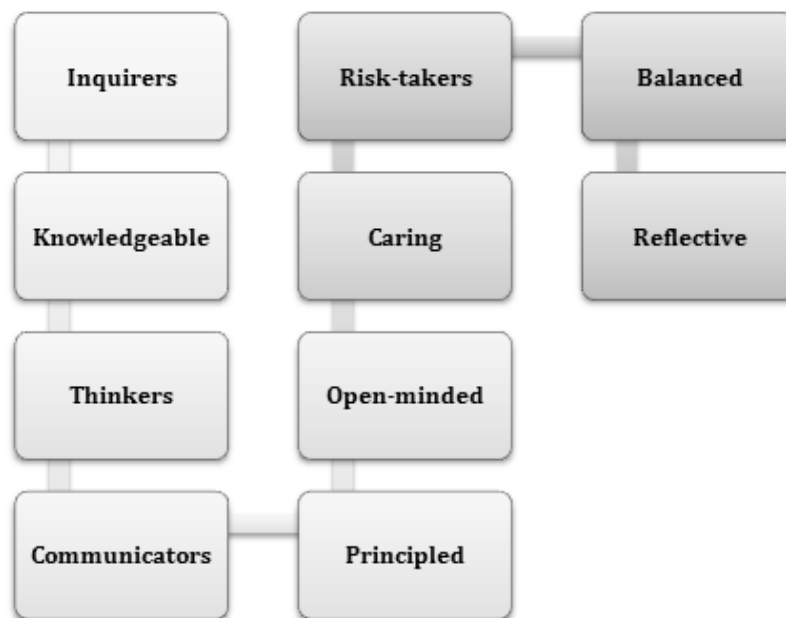 Inquirers
Knowledgeable
Thinkers
Communicators
Principled
Open-minded
Caring
Risk-takers
Balanced
Reflective